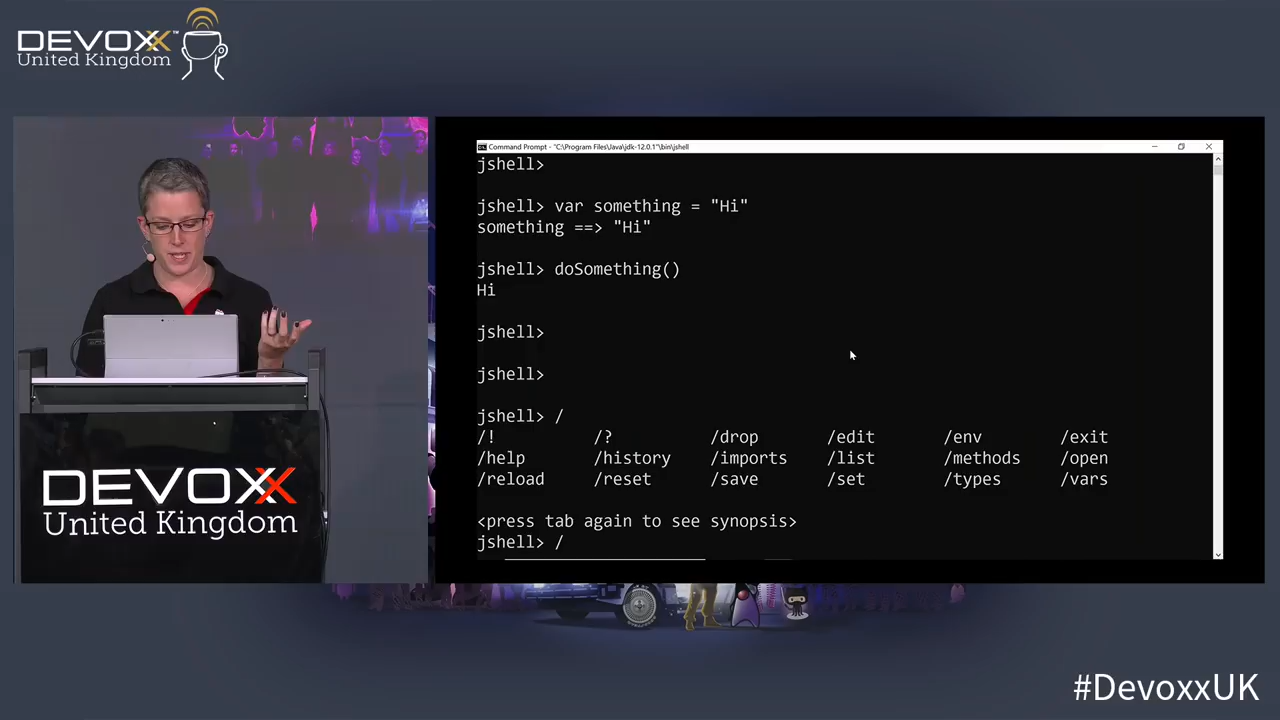 DEVOXX™
United Kingdom
Command Prompt - "C:\Program Files\Java\jdk-12.0.1"\bin\jshell
jshell>
jshell> var something = "Hi"
something ==> "Hi"
jshell> doSomething()
Hi
jshell>
jshell>
jshell> /
/! /? /drop /edit /env /exit
/help /history /imports /list /methods /open
/reload /reset /save /set /types /vars
<press tab again to see synopsis>
jshell> /
DEVOXX
United Kingdom
#DevoxxUK